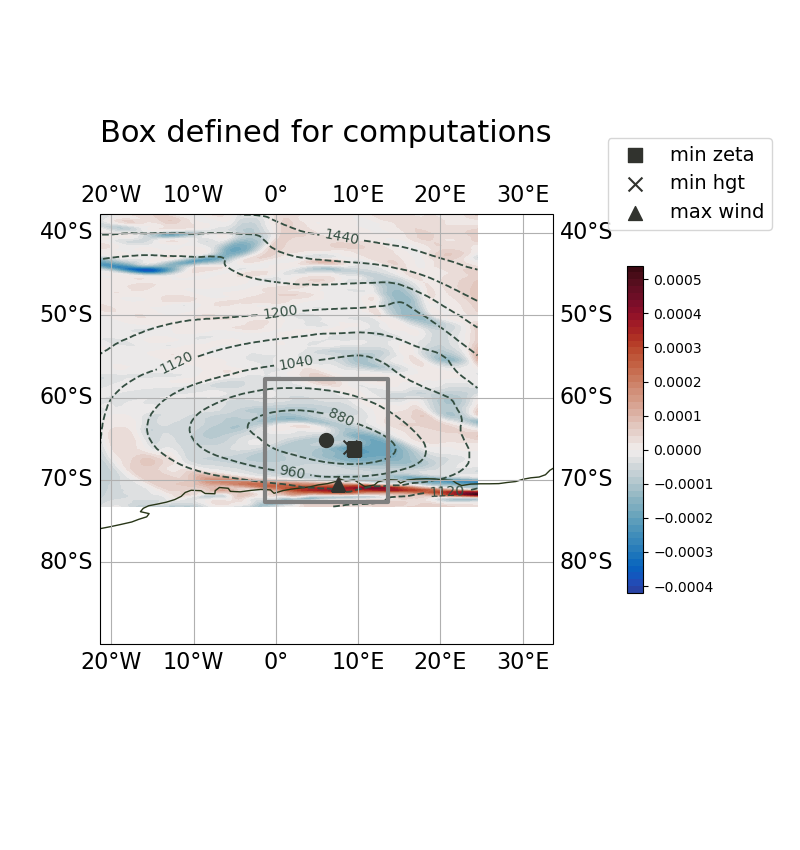 Box defined for computations
min zeta
min hgt
max wind
20°W 10°W 0° 10°E 20°E 30°E
40°S 40°S
50°S 50°S
60°S 60°S
70°S 70°S
80°S 80°S
1440
1200
1120
1040
880
960
1120
20°W 10°W 0° 10°E 20°E 30°E
0.0005
0.0004
0.0003
0.0002
0.0001
0.0000
−0.0001
−0.0002
−0.0003
−0.0004